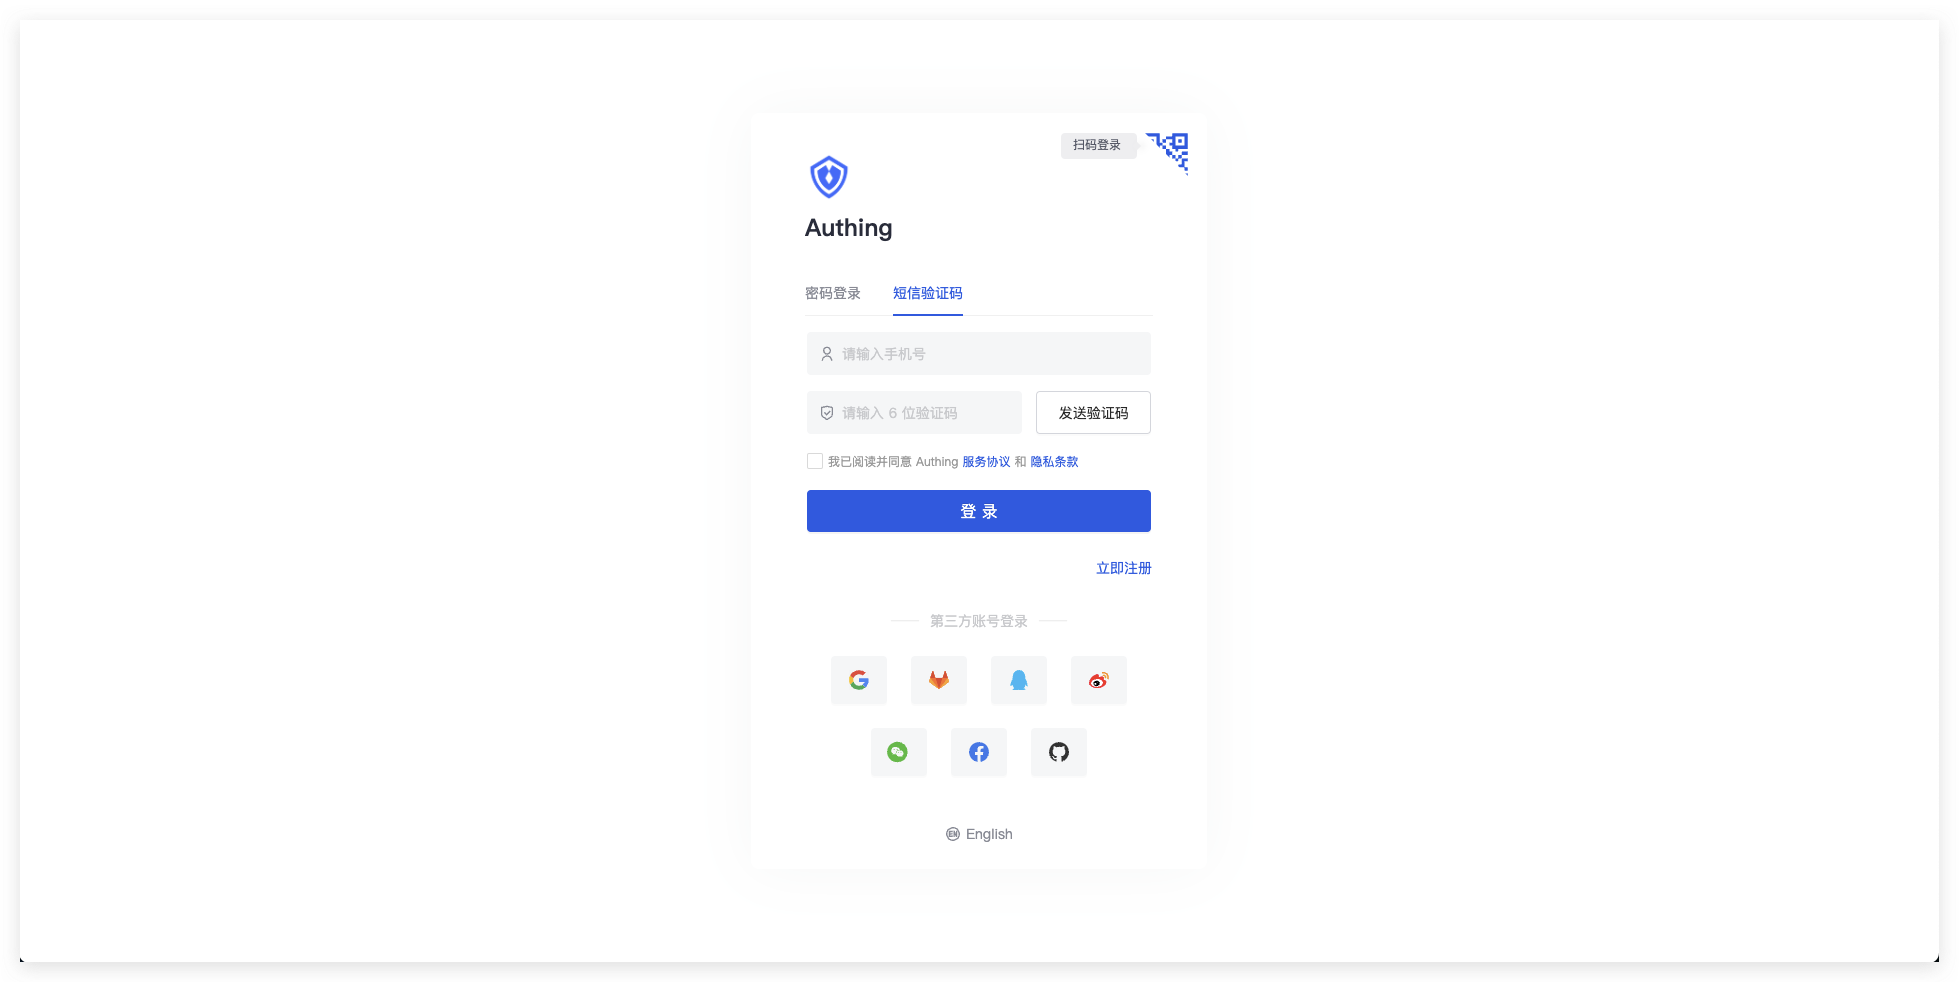 扫码登录
Authing
密码登录 短信验证码
请输入手机号
请输入 6 位验证码 发送验证码
我已阅读并同意 Authing 服务协议 和 隐私条款
登 录
立即注册
第三方账号登录
EN English